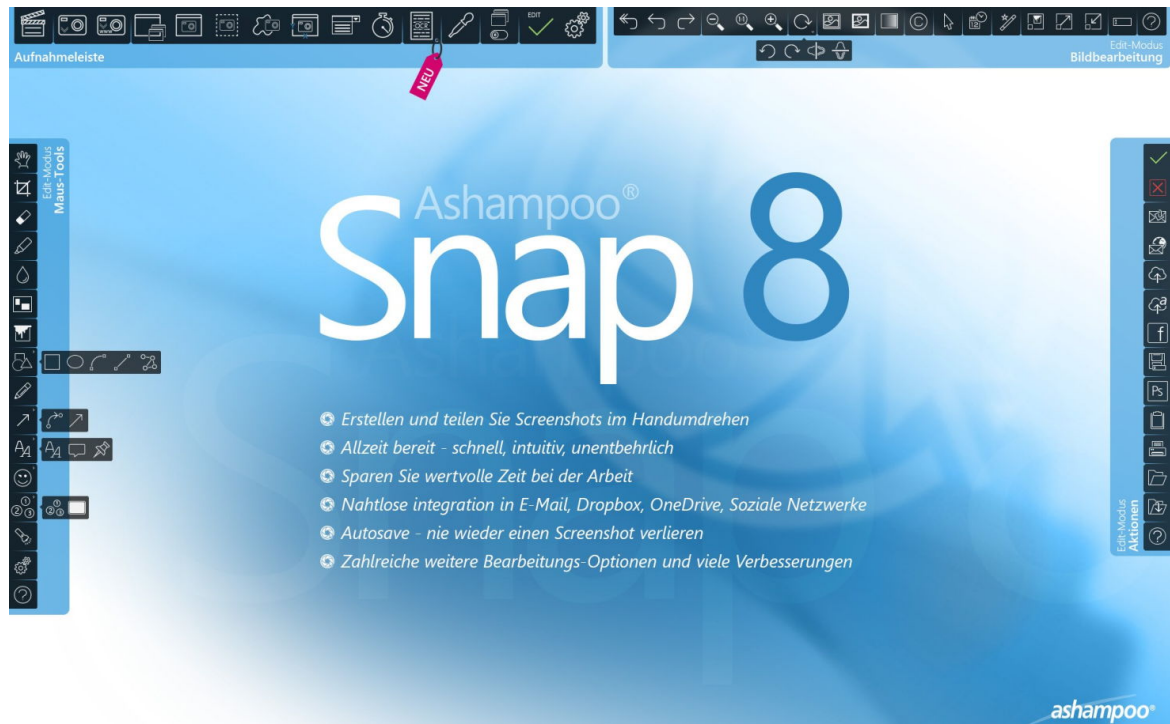 EDIT
Aufnahmeleiste
NEU
Edit-Modus
Bildbearbeitung
Edit-Modus
Maus-Tools
Ashampoo®
Snap 8
Erstellen und teilen Sie Screenshots im Handumdrehen
Allzeit bereit - schnell, intuitiv, unentbehrlich
Sparen Sie wertvolle Zeit bei der Arbeit
Nahtlose integration in E-Mail, Dropbox, OneDrive, Soziale Netzwerke
Autosave - nie wieder einen Screenshot verlieren
Zahlreiche weitere Bearbeitungs-Optionen und viele Verbesserungen
Ps
Edit-Modus
Aktionen
ashampoo®